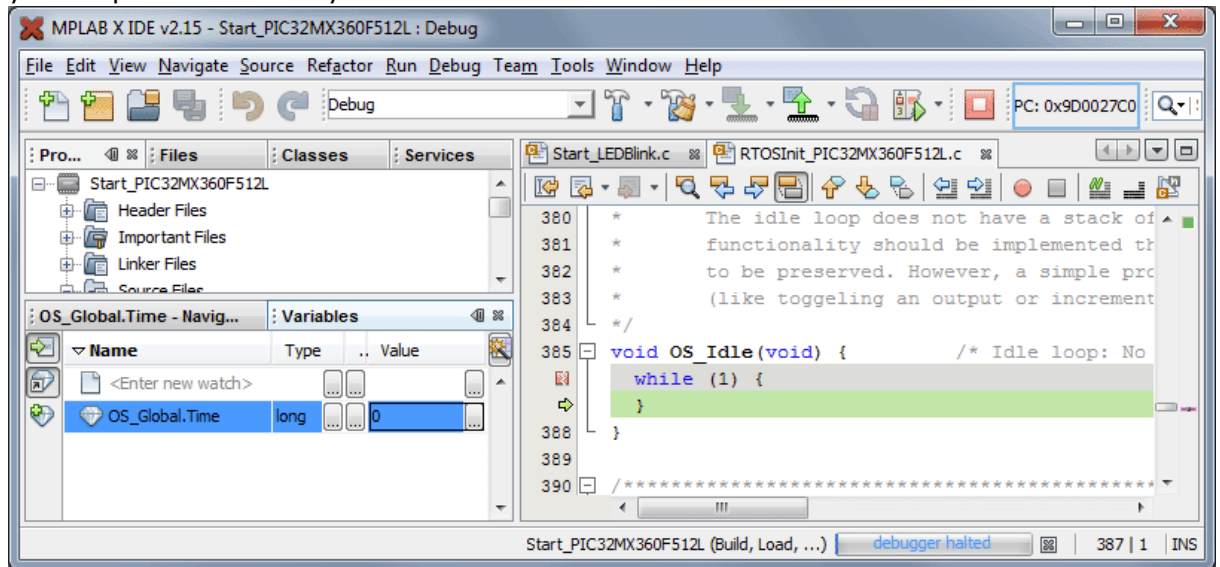 MPLAB X IDE v2.15 - Start_PIC32MX360F512L : Debug
File Edit View Navigate Source Refactor Run Debug Team Tools Window Help
Debug
PC: 0x9D0027C0
Pro... Files Classes Services
Start_PIC32MX360F512L
Header Files
Important Files
Linker Files
Source Files
OS_Global.Time - Navig... Variables
Name Type .. Value
<Enter new watch> ... ... ...
OS_Global.Time long ... ... 0 ...
Start_LEDBlink.c RTOSInit_PIC32MX360F512L.c
380 * The idle loop does not have a stack of
381 * functionality should be implemented th
382 * to be preserved. However, a simple pro
383 * (like toggeling an output or increment
384 */
385 void OS_Idle(void) { /* Idle loop: No
while (1) {
}
388 }
389
390 /*********************************************
Start_PIC32MX360F512L (Build, Load, ...) debugger halted 387 | 1 INS